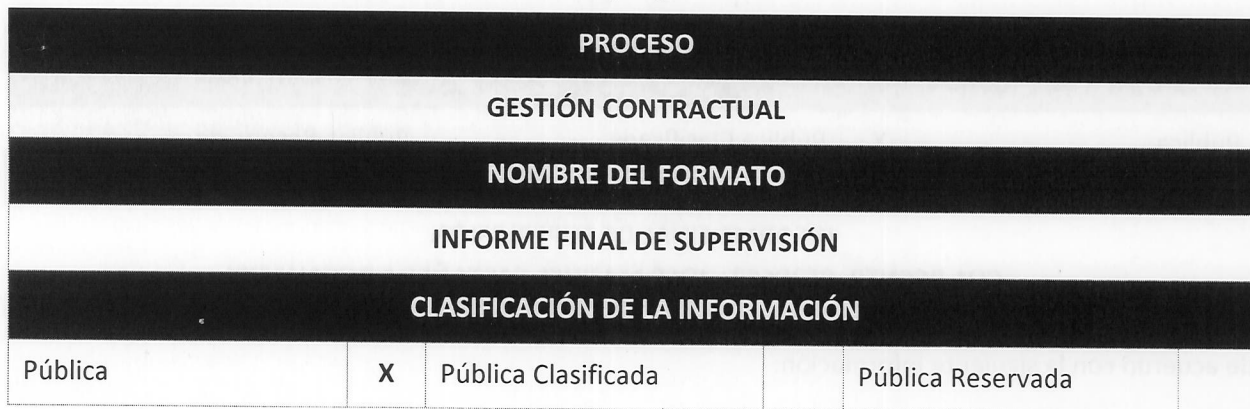 PROCESO
GESTIÓN CONTRACTUAL
NOMBRE DEL FORMATO
INFORME FINAL DE SUPERVISIÓN
CLASIFICACIÓN DE LA INFORMACIÓN
Pública X Pública Clasificada Pública Reservada